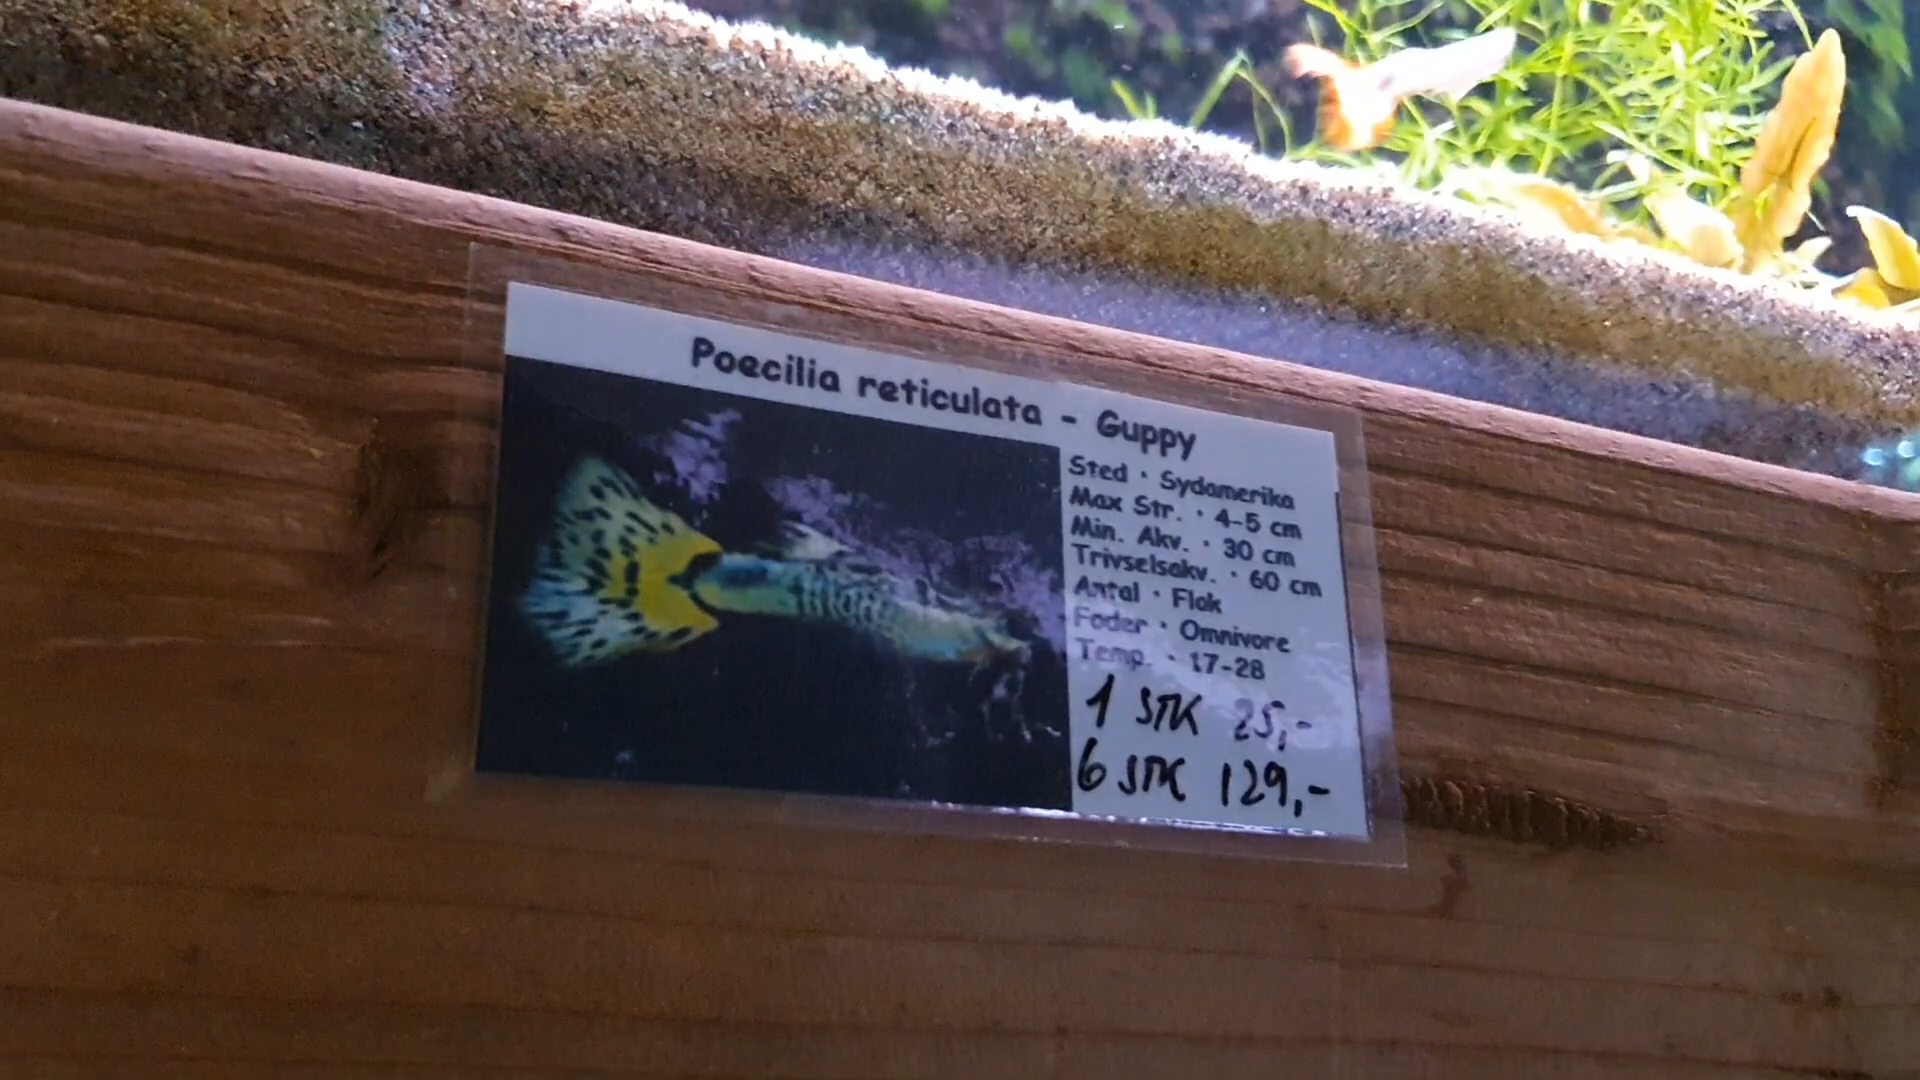 Poecilia reticulata - Guppy
Sted · Sydamerika
Max Str. · 4-5 cm
Min. Akv. · 30 cm
Trivselsakv. · 60 cm
Antal · Flok
Foder · Omnivore
Temp. · 17-28
1 STK 25,-
6 STK 129,-